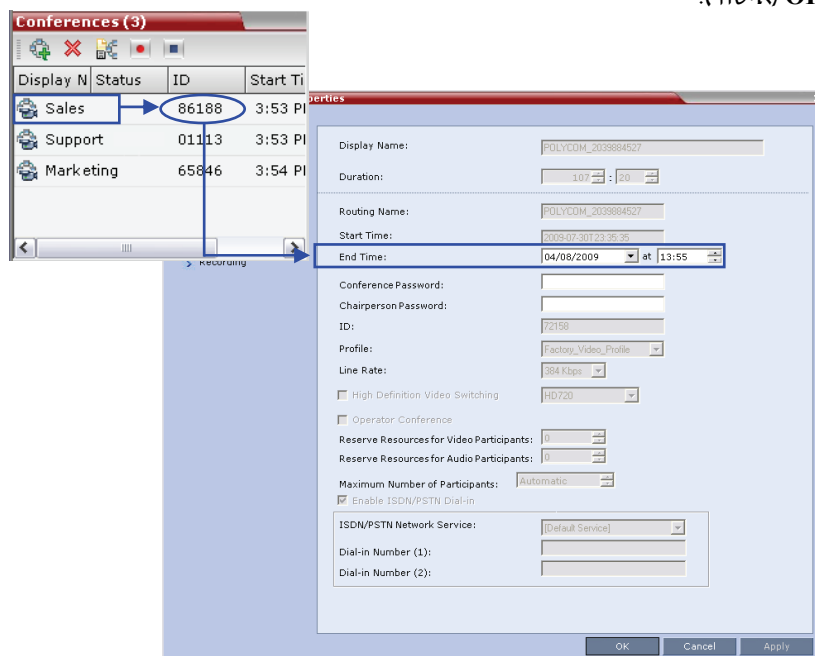 Conferences (3)
Display N Status ID Start Ti
Sales 86188 3:53 P
Support 01113 3:53 P
Marketing 65846 3:54 P
erties
Recording
Display Name: POLYCOM_2039884527
Duration: 107 : 20
Routing Name: POLYCOM_2039884527
Start Time: 2009-07-30T23:35:35
End Time: 04/08/2009 at 13:55
Conference Password:
Chairperson Password:
ID: 72158
Profile: Factory_Video_Profile
Line Rate: 384 Kbps
High Definition Video Switching HD720
Operator Conference
Reserve Resources for Video Participants: 0
Reserve Resources for Audio Participants: 0
Maximum Number of Participants: Automatic
Enable ISDN/PSTN Dial-in
ISDN/PSTN Network Service: [Default Service]
Dial-in Number (1):
Dial-in Number (2):
OK Cancel Apply